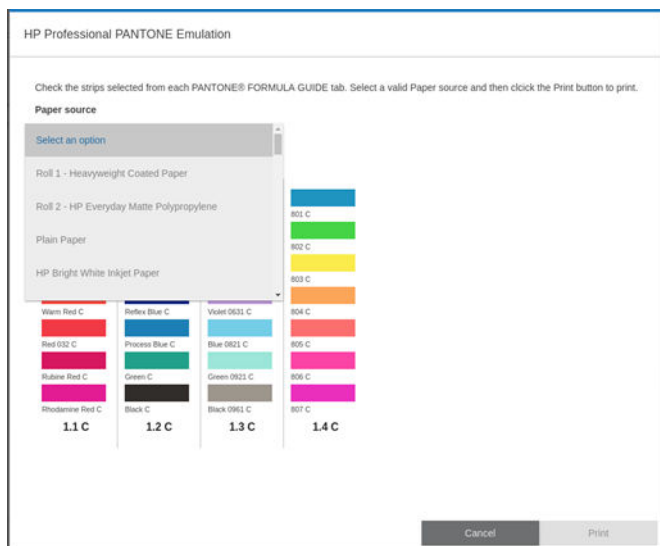 HP Professional PANTONE Emulation
Check the strips selected from each PANTONE® FORMULA GUIDE tab. Select a valid Paper source and then clcick the Print button to print.
Paper source
Select an option
Roll 1 - Heavyweight Coated Paper
Roll 2 - HP Everyday Matte Polypropylene
Plain Paper
HP Bright White Inkjet Paper
801 C
802 C
803 C
Warm Red C Reflex Blue C Violet 0631 C 804 C
Red 032 C Process Blue C Blue 0821 C 805 C
Rubine Red C Green C Green 0921 C 806 C
Rhodamine Red C Black C Black 0961 C 807 C
1.1 C 1.2 C 1.3 C 1.4 C
Cancel Print